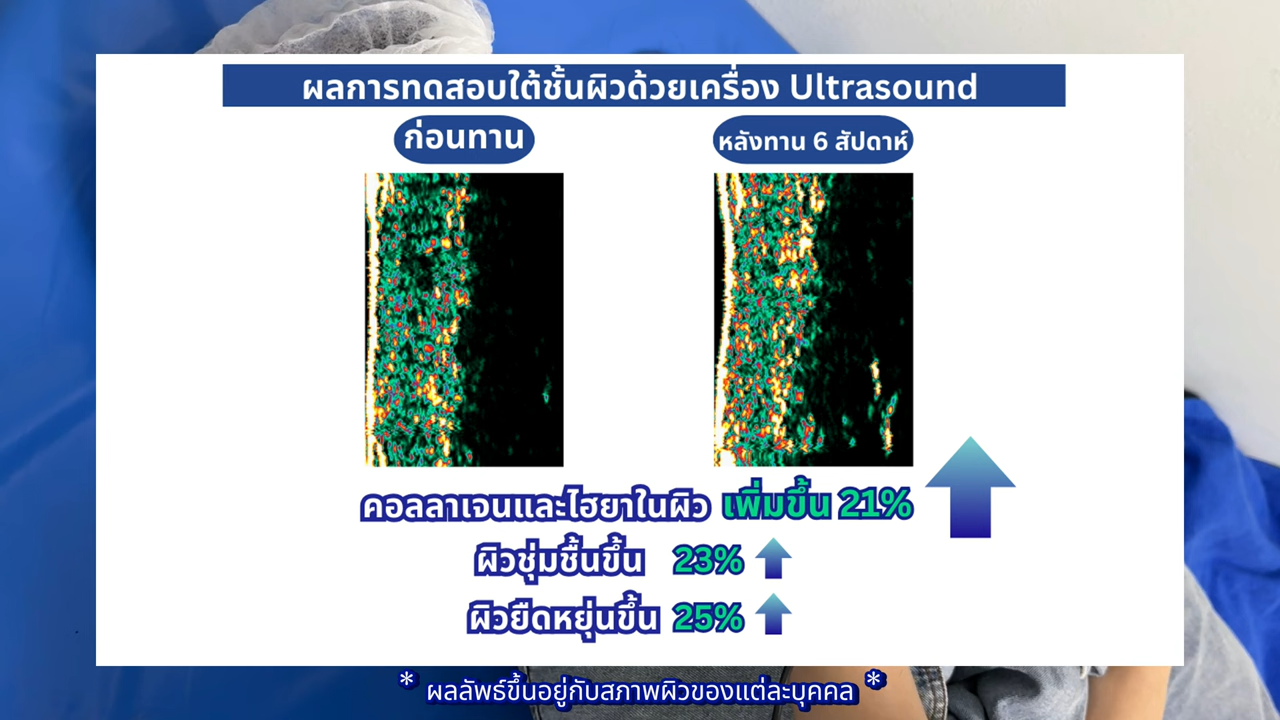 ผลการทดสอบใต้ชั้นผิวด้วยเครื่อง Ultrasound
ก่อนทาน
หลังทาน 6 สัปดาห์
คอลลาเจนและไฮยาในผิว เพิ่มขึ้น 21%
ผิวชุ่มชื้นขึ้น 23%
ผิวยืดหยุ่นขึ้น 25%
* ผลลัพธ์ขึ้นอยู่กับสภาพผิวของแต่ละบุคคล *